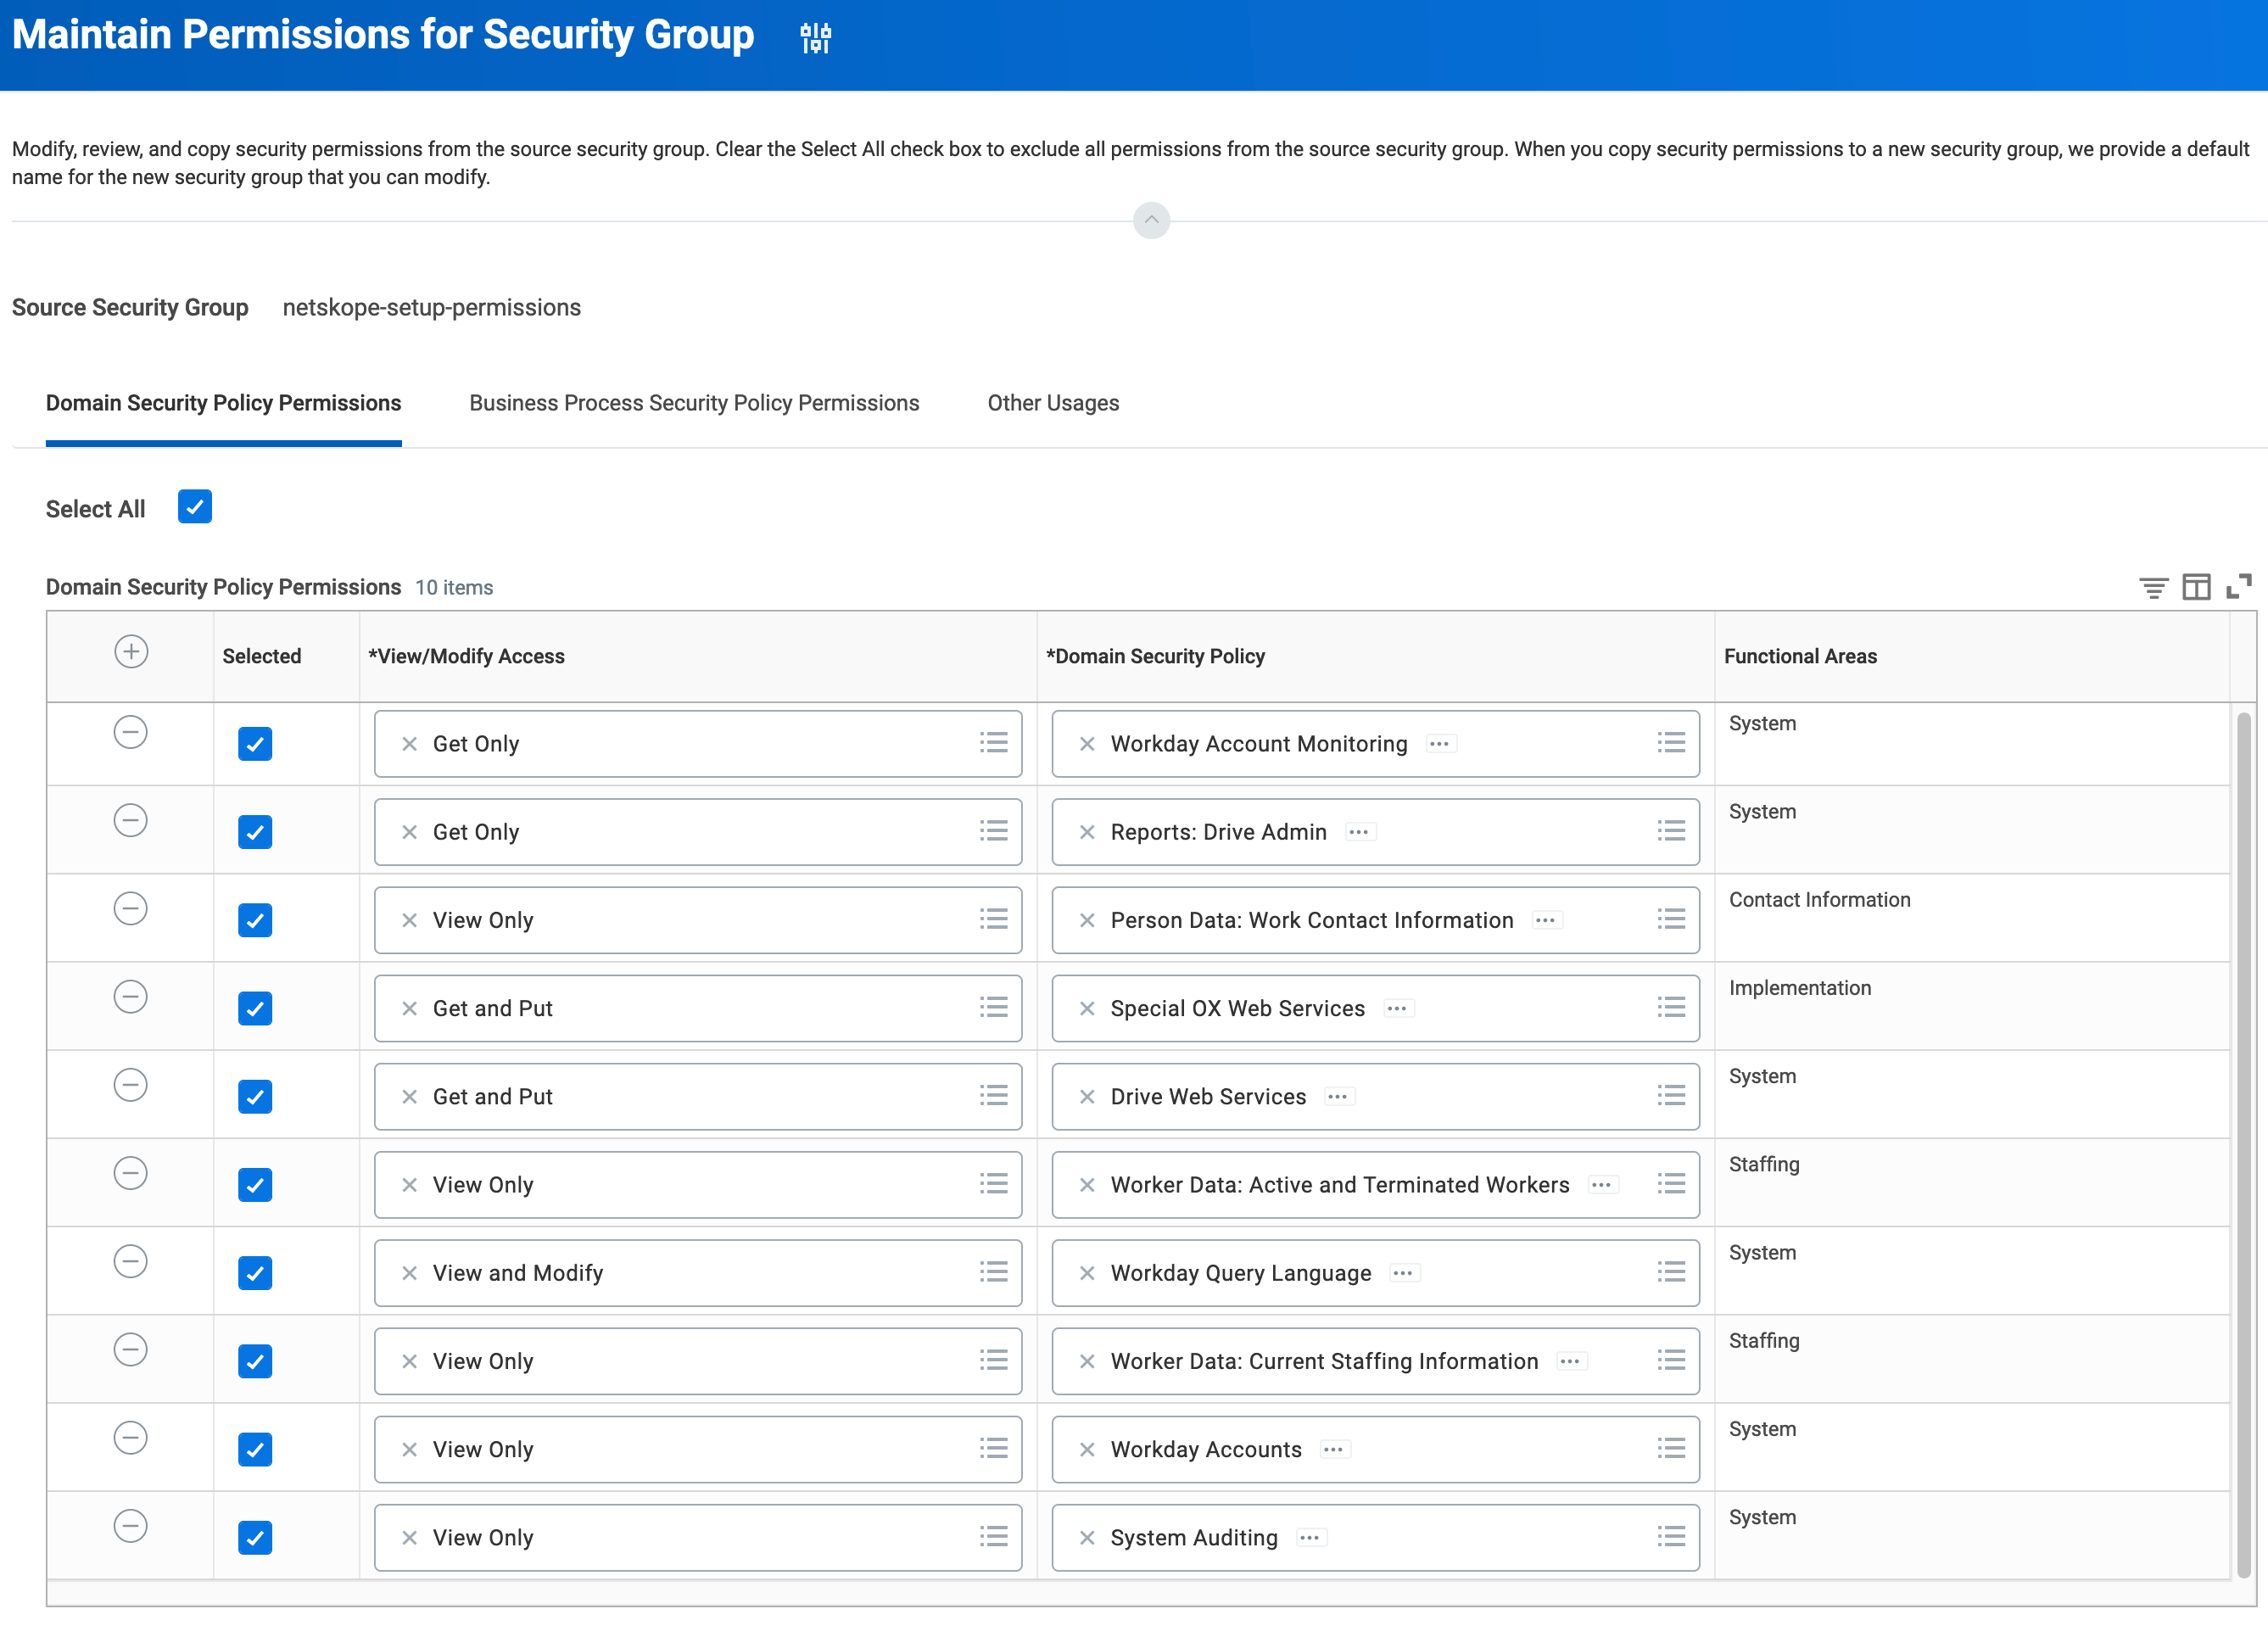 Maintain Permissions for Security Group
Modify, review, and copy security permissions from the source security group. Clear the Select All check box to exclude all permissions from the source security group. When you copy security permissions to a new security group, we provide a default
name for the new security group that you can modify.
Source Security Group netskope-setup-permissions
Domain Security Policy Permissions Business Process Security Policy Permissions Other Usages
Select All
Domain Security Policy Permissions 10 items
Selected *View/Modify Access *Domain Security Policy Functional Areas
Get Only Workday Account Monitoring System
Get Only Reports: Drive Admin System
View Only Person Data: Work Contact Information Contact Information
Get and Put Special OX Web Services Implementation
Get and Put Drive Web Services System
View Only Worker Data: Active and Terminated Workers Staffing
View and Modify Workday Query Language System
View Only Worker Data: Current Staffing Information Staffing
View Only Workday Accounts System
View Only System Auditing System